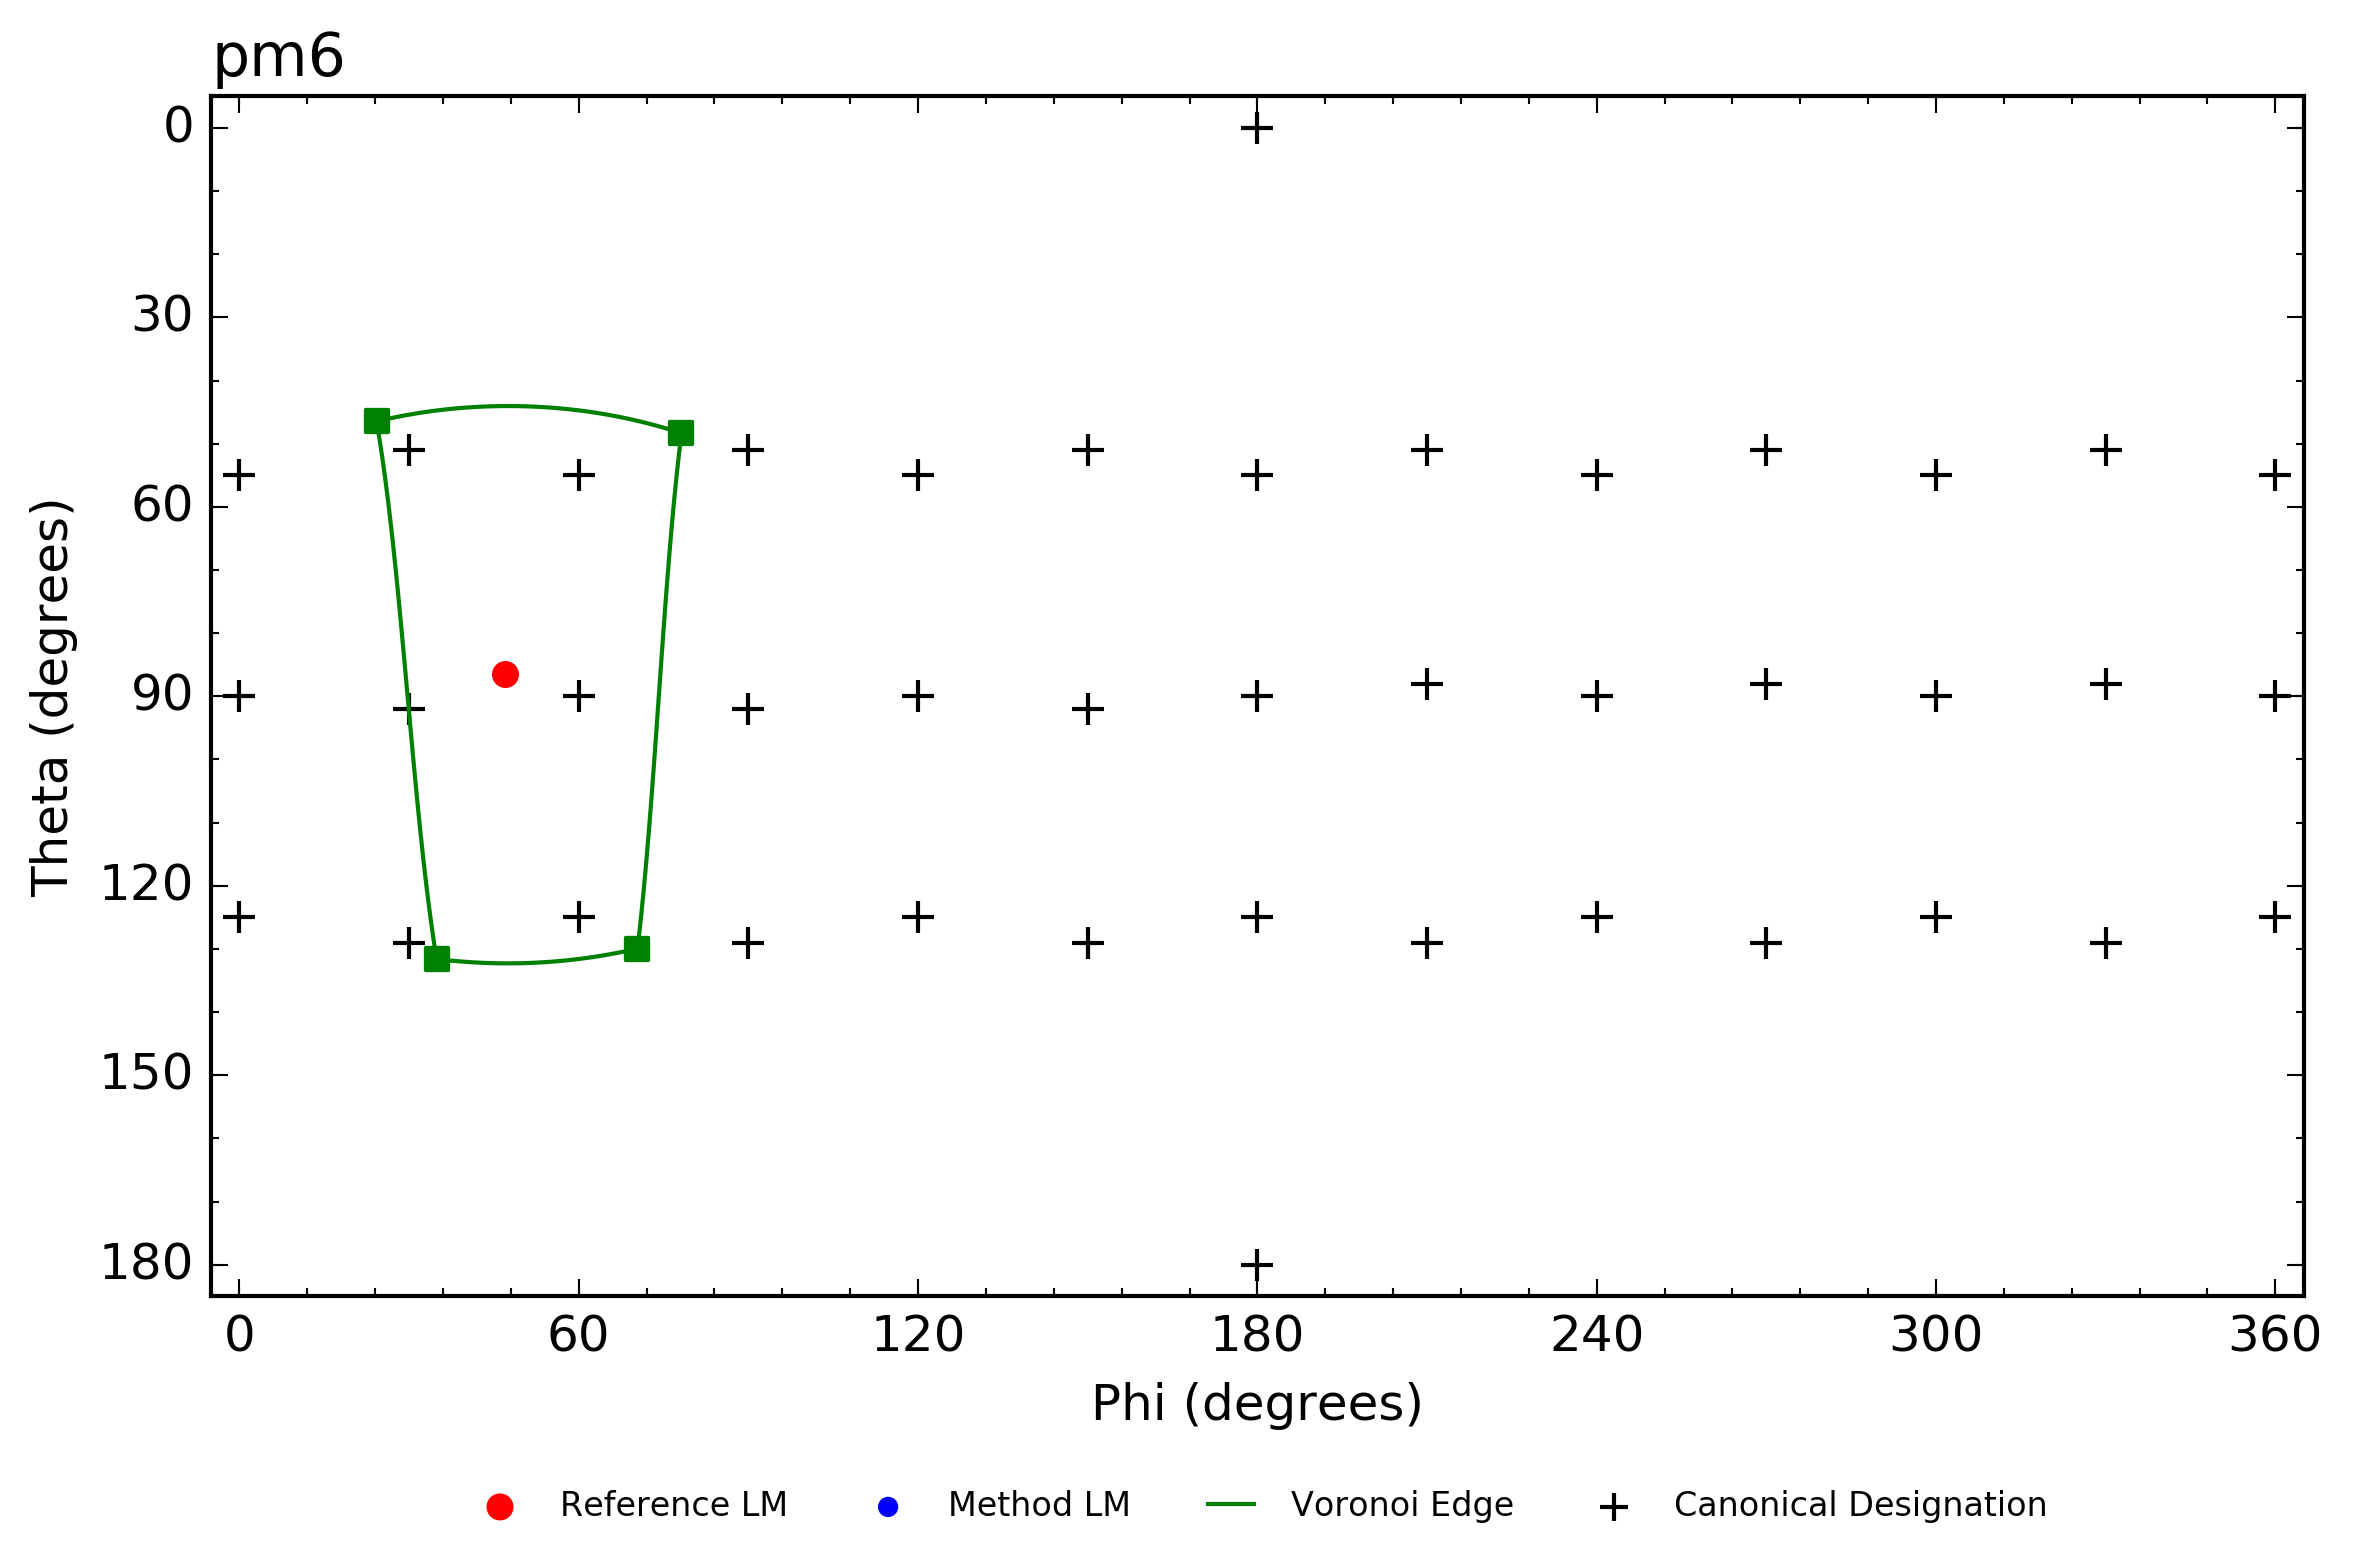 pm6
0
30
60
90
120
150
180
Theta (degrees)
0 60 120 180 240 300 360
Phi (degrees)
Reference LM Method LM Voronoi Edge Canonical Designation